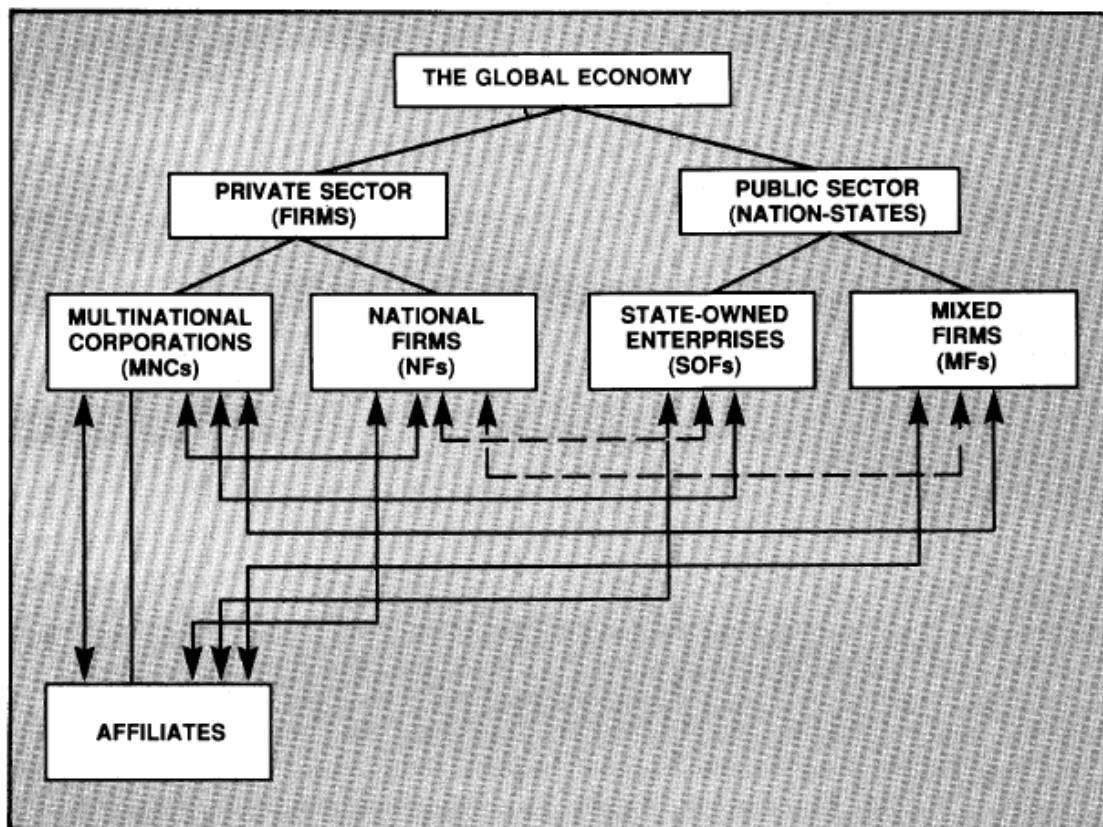 THE GLOBAL ECONOMY
PRIVATE SECTOR
(FIRMS)
PUBLIC SECTOR
(NATION-STATES)
MULTINATIONAL
CORPORATIONS
(MNCs)
NATIONAL
FIRMS
(NFs)
STATE-OWNED
ENTERPRISES
(SOFs)
MIXED
FIRMS
(MFs)
AFFILIATES